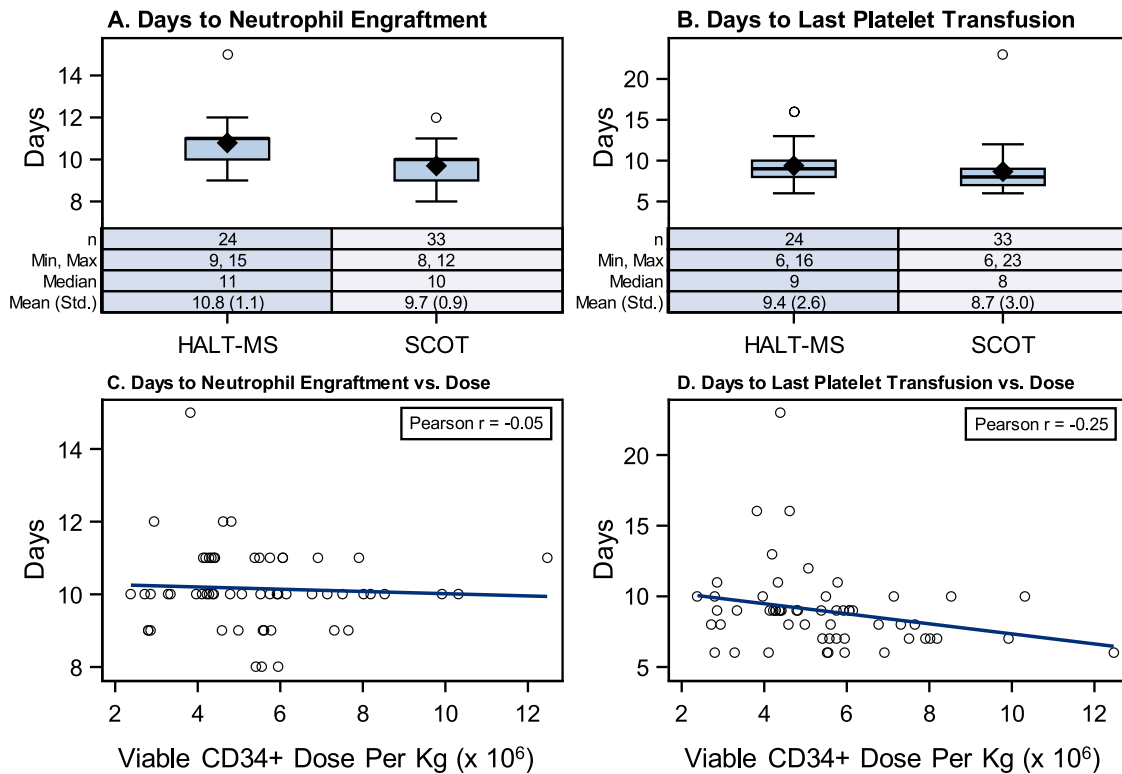 A. Days to Neutrophil Engraftment
Days
14
12
10
8
n 24 33
Min, Max 9, 15 8, 12
Median 11 10
Mean (Std.) 10.8 (1.1) 9.7 (0.9)
HALT-MS SCOT
B. Days to Last Platelet Transfusion
Days
20
15
10
5
n 24 33
Min, Max 6, 16 6, 23
Median 9 8
Mean (Std.) 9.4 (2.6) 8.7 (3.0)
HALT-MS SCOT
C. Days to Neutrophil Engraftment vs. Dose
Pearson r = -0.05
Days
14
12
10
8
2 4 6 8 10 12
Viable CD34+ Dose Per Kg (x 10⁶)
D. Days to Last Platelet Transfusion vs. Dose
Pearson r = -0.25
Days
20
15
10
5
2 4 6 8 10 12
Viable CD34+ Dose Per Kg (x 10⁶)